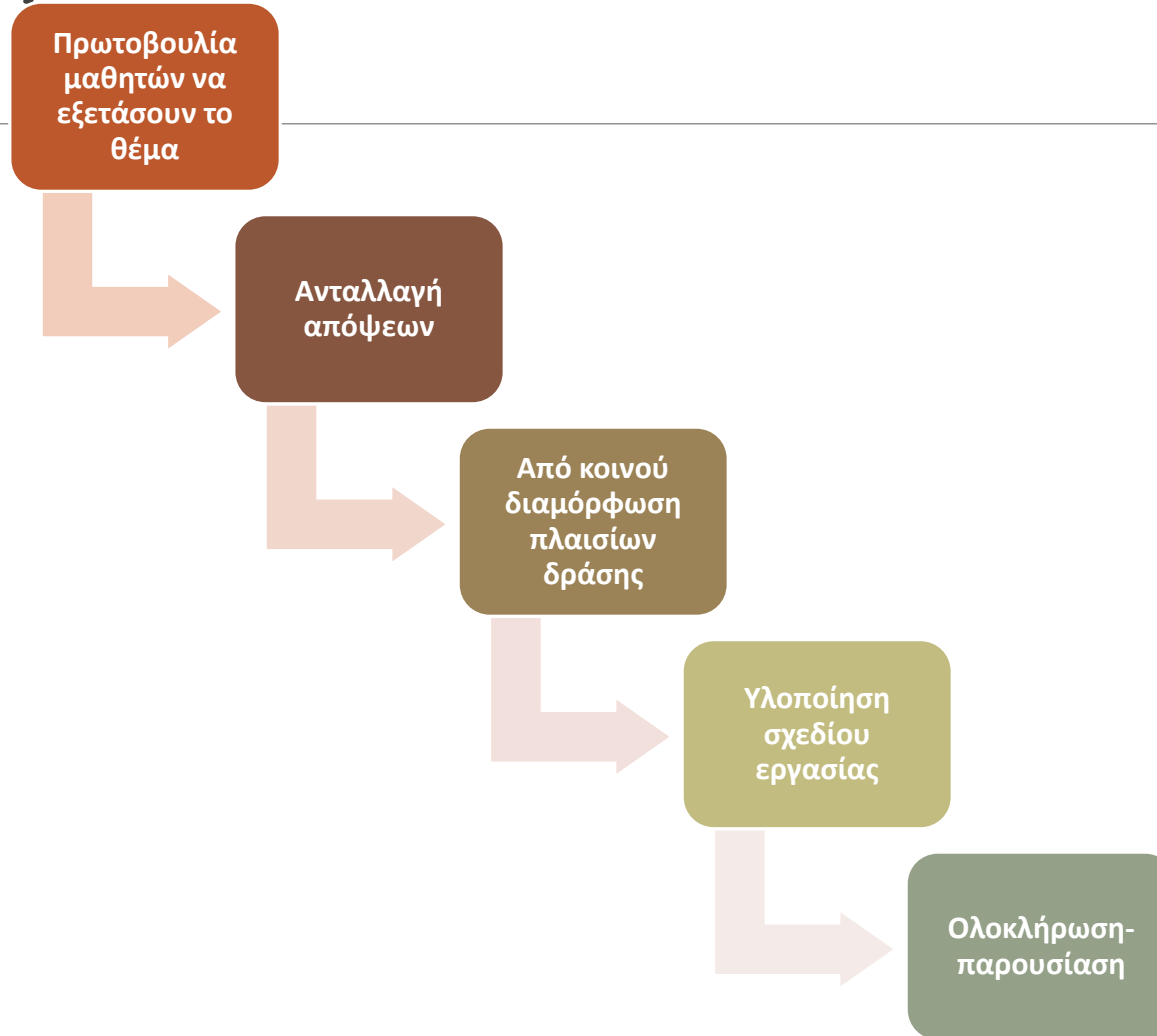 Πρωτοβουλία
μαθητών να
εξετάσουν το
θέμα
Ανταλλαγή
απόψεων
Από κοινού
διαμόρφωση
πλαισίων
δράσης
Υλοποίηση
σχεδίου
εργασίας
Ολοκλήρωση-
παρουσίαση